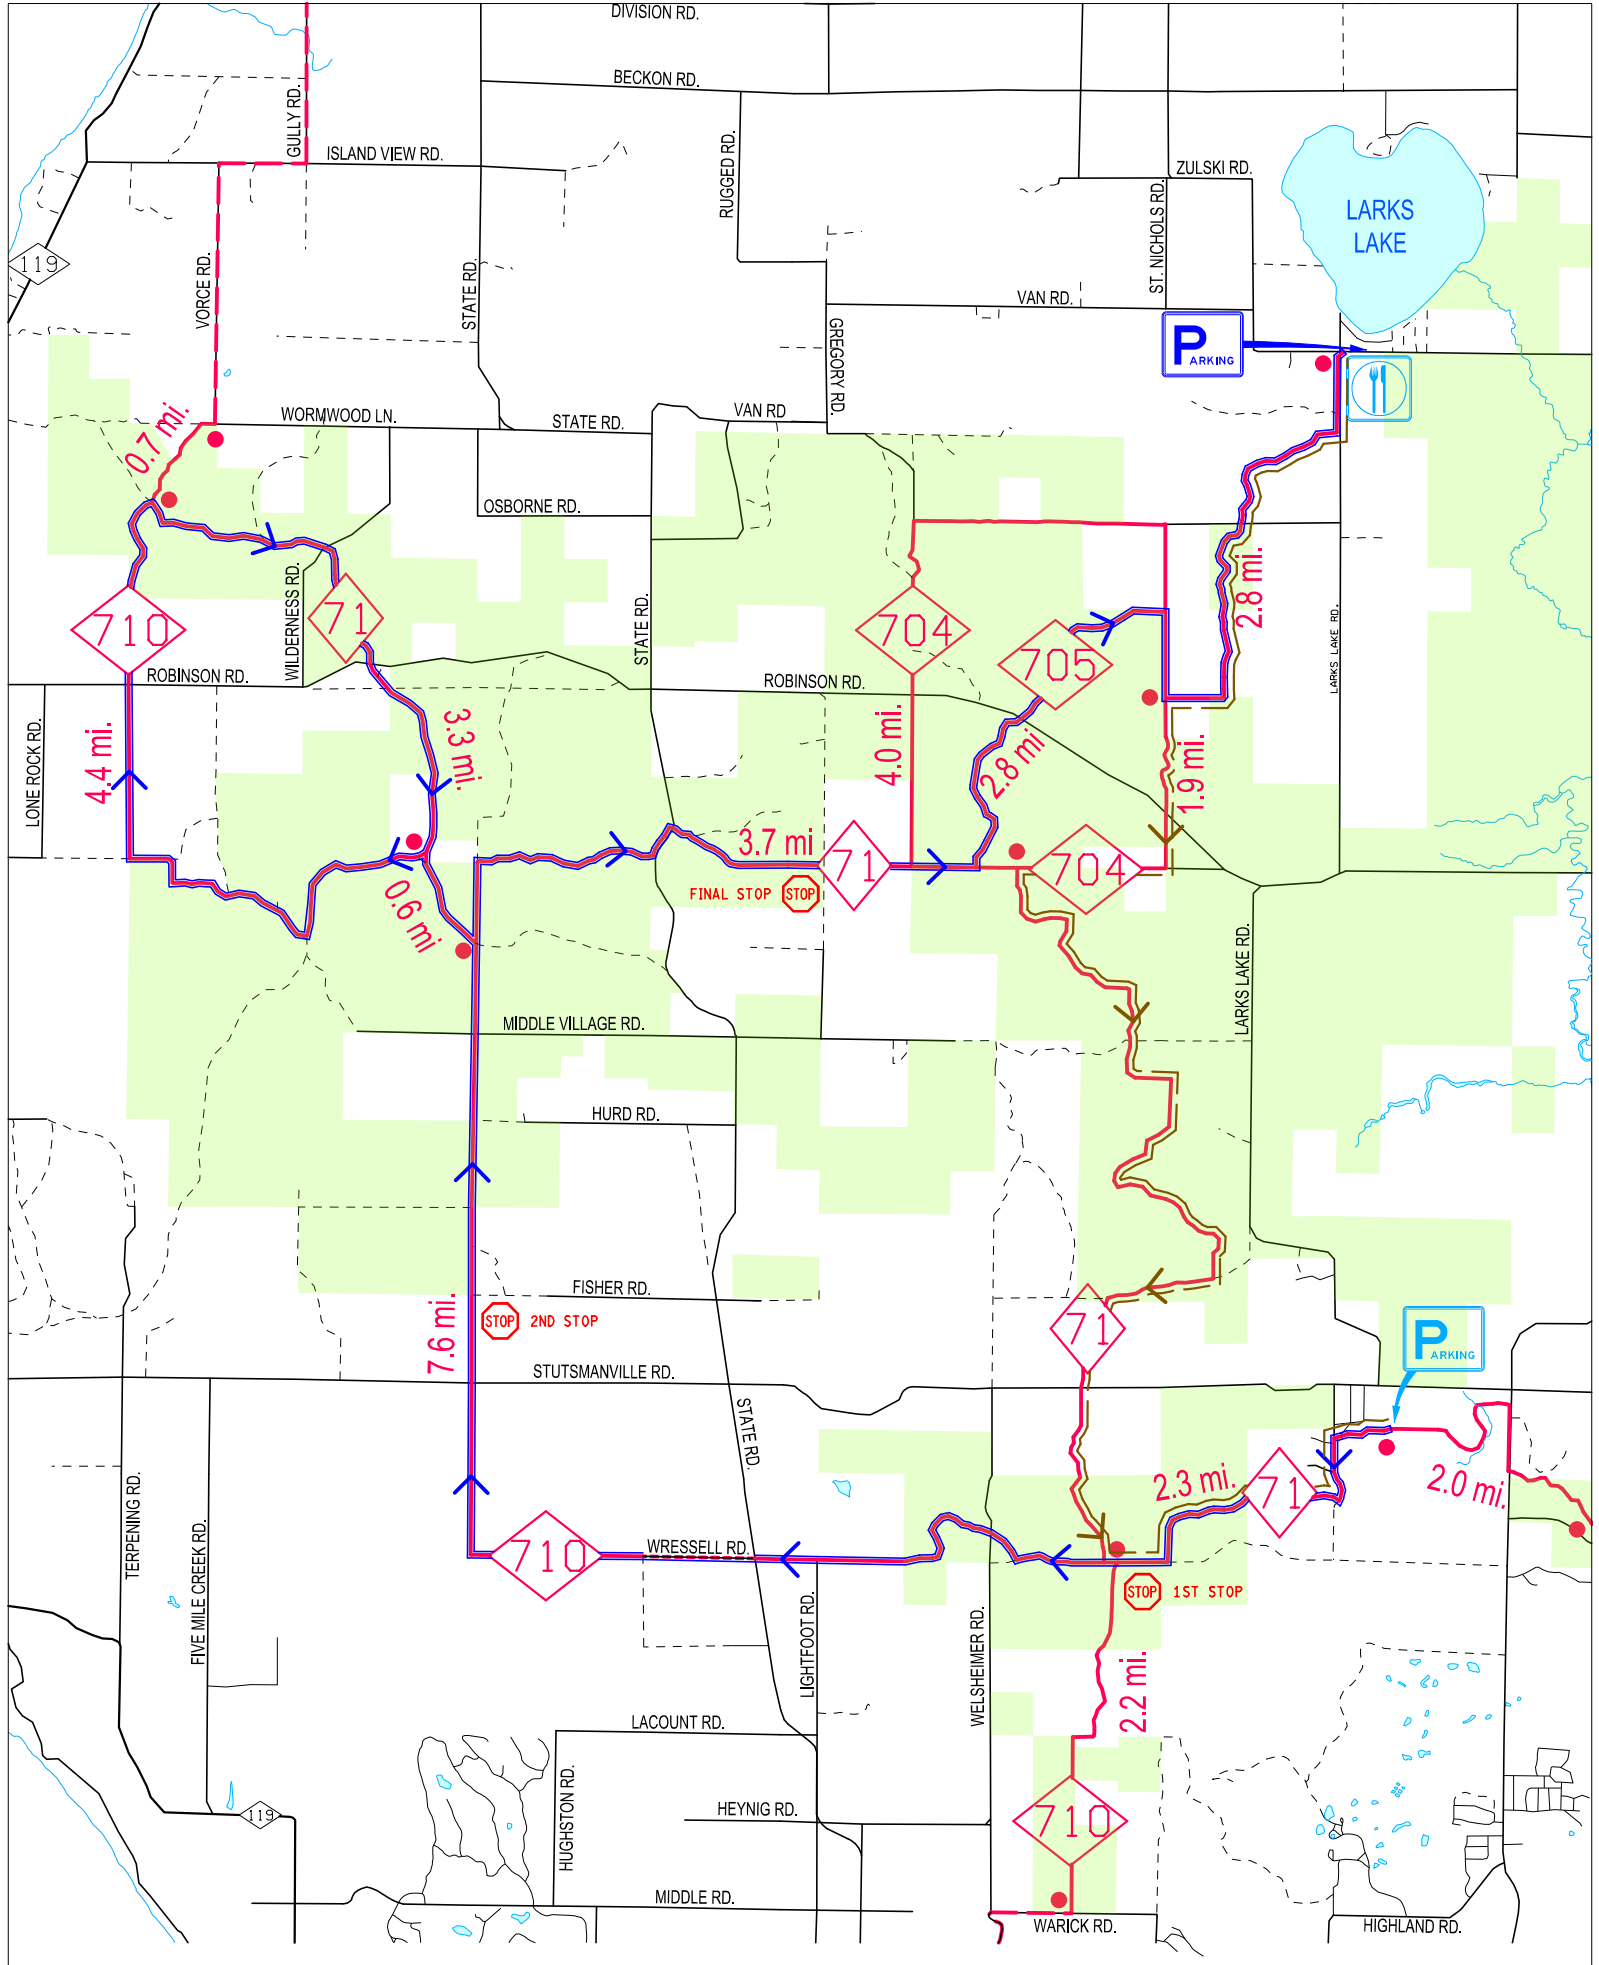 DIVISION RD.
BECKON RD.
GULLY RD.
ISLAND VIEW RD.
RUGGED RD.
ZULSKI RD.
ST. NICHOLS RD.
LARKS
LAKE
119
VORCE RD.
STATE RD.
VAN RD.
GREGORY RD.
P
ARKING
0.7 mi.
WORMWOOD LN.
STATE RD.
VAN RD
OSBORNE RD.
2.8 mi.
710
WILDERNESS RD.
71
STATE RD.
704
705
LARKS LAKE RD.
ROBINSON RD.
ROBINSON RD.
LONE ROCK RD.
4.4 mi.
3.3 mi.
4.0 mi.
2.8 mi
1.9 mi.
3.7 mi
71
704
FINAL STOP
STOP
0.6 mi
LARKS LAKE RD.
MIDDLE VILLAGE RD.
HURD RD.
FISHER RD.
STOP
2ND STOP
7.6 mi.
71
P
ARKING
STUTSMANVILLE RD.
STATE RD.
2.3 mi.
71
2.0 mi.
TERPENING RD.
FIVE MILE CREEK RD.
710
WRESSELL RD.
STOP
1ST STOP
LIGHTFOOT RD.
WELSHEIMER RD.
2.2 mi.
LACOUNT RD.
119
HUGHSTON RD.
HEYNIG RD.
710
MIDDLE RD.
WARICK RD.
HIGHLAND RD.